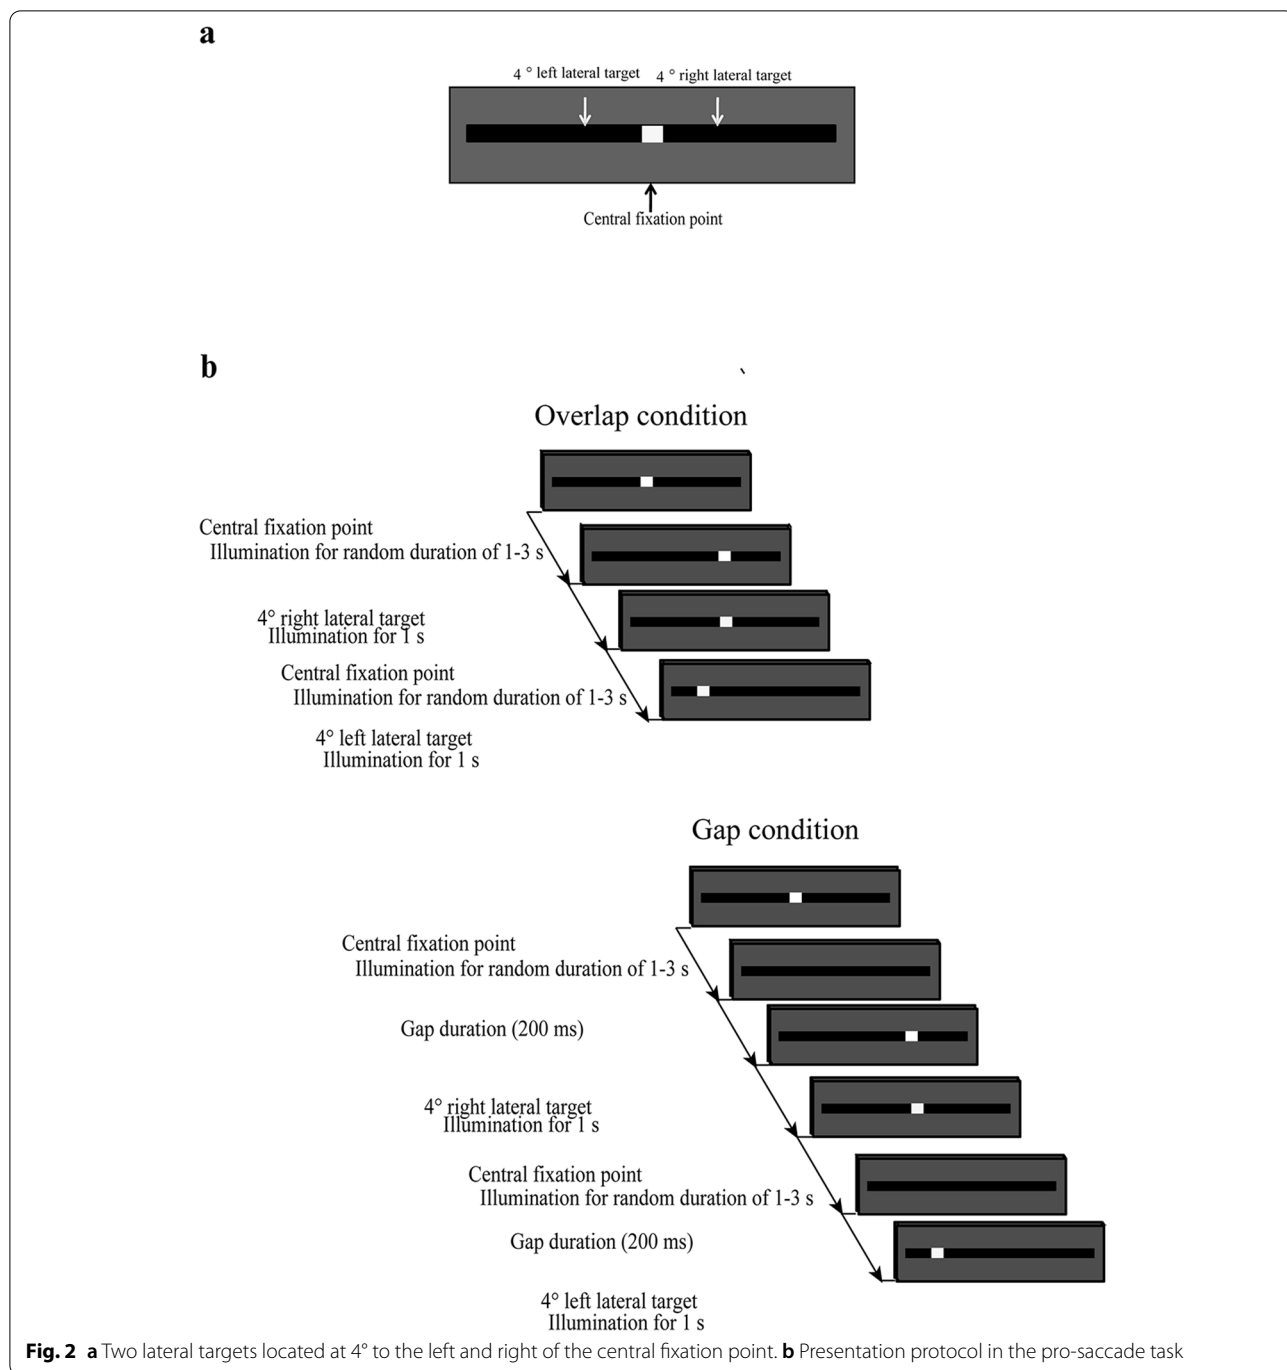 a
4 ° left lateral target 4 ° right lateral target
Central fixation point
b
Overlap condition
Central fixation point
Illumination for random duration of 1-3 s
4° right lateral target
Illumination for 1 s
Central fixation point
Illumination for random duration of 1-3 s
4° left lateral target
Illumination for 1 s
Gap condition
Central fixation point
Illumination for random duration of 1-3 s
Gap duration (200 ms)
4° right lateral target
Illumination for 1 s
Central fixation point
Illumination for random duration of 1-3 s
Gap duration (200 ms)
4° left lateral target
Illumination for 1 s
Fig. 2 a Two lateral targets located at 4° to the left and right of the central fixation point. b Presentation protocol in the pro-saccade task